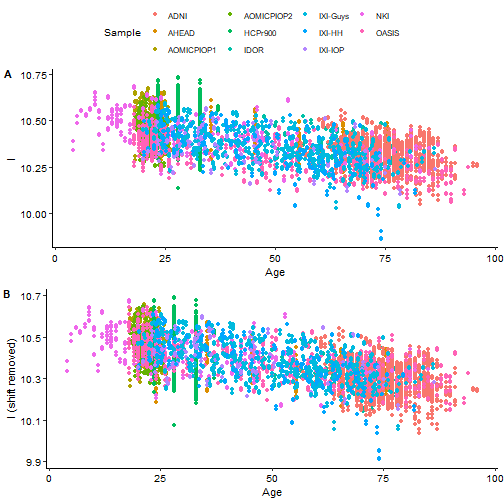 ADNI AOMICPIOP2 IXI-Guys NKI
Sample AHEAD HCPr900 IXI-HH OASIS
AOMICPIOP1 IDOR IXI-IOP
A
10.75
10.50
10.25
10.00
I
0 25 50 75 100
Age
B
10.7
10.5
10.3
10.1
9.9
I (shift removed)
0 25 50 75 100
Age